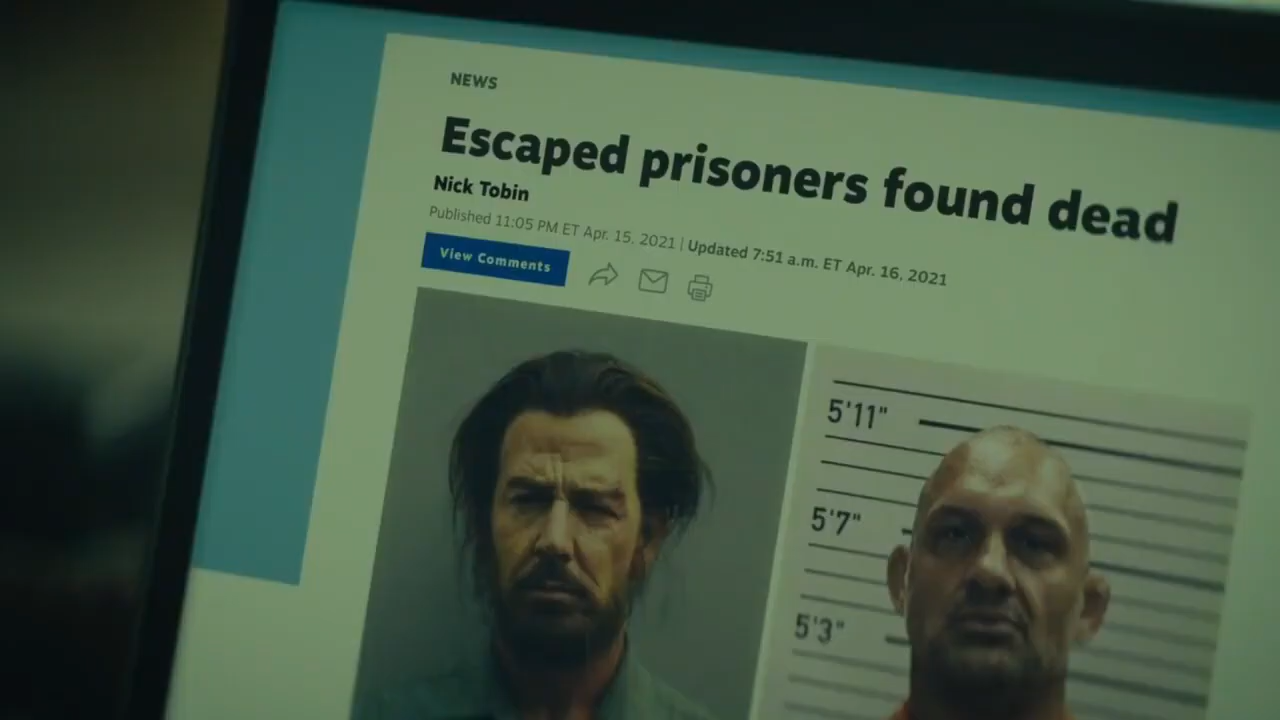 NEWS
Escaped prisoners found dead
Nick Tobin
Published 11:05 PM ET Apr. 15, 2021 | Updated 7:51 a.m. ET Apr. 16, 2021
View Comments
5'11"
5'7"
5'3"